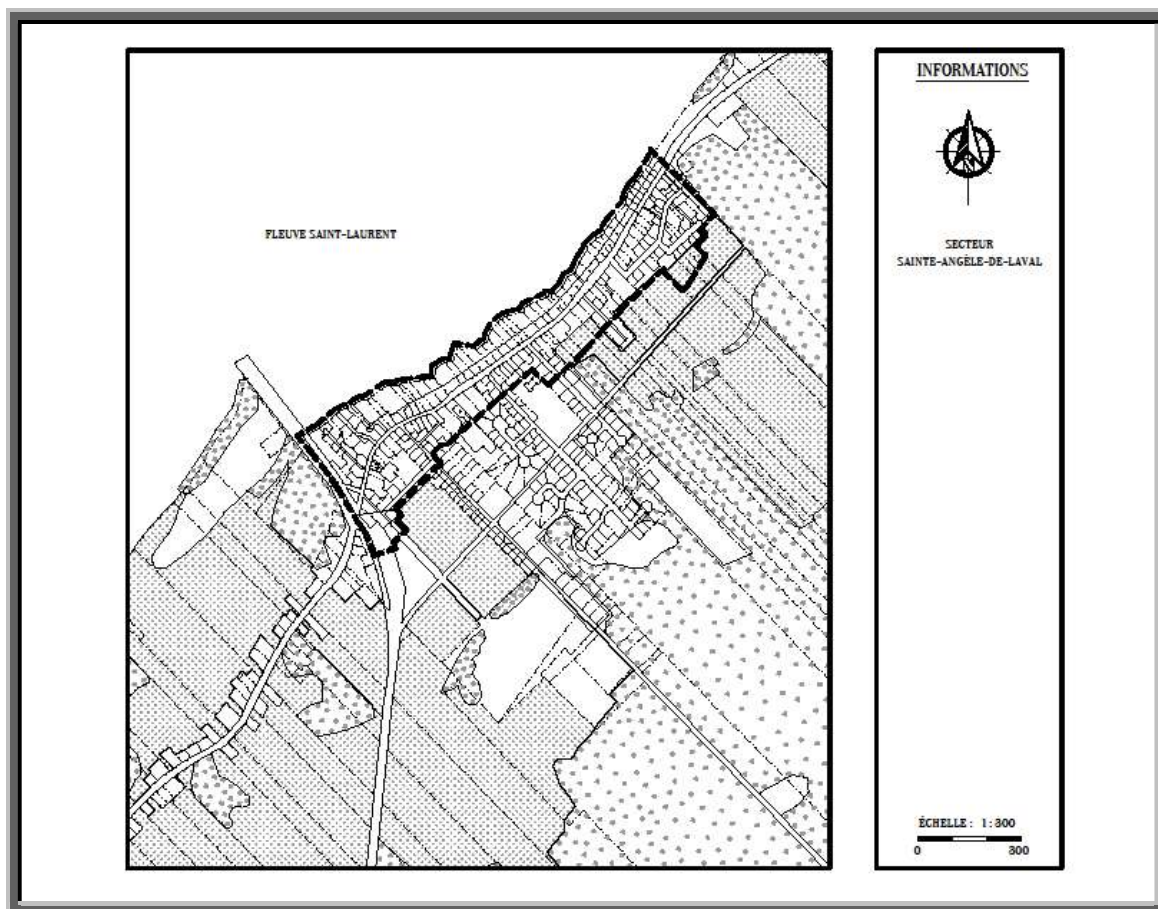 INFORMATIONS
FLEUVE SAINT-LAURENT
SECTEUR
SAINTE-ANGÈLE-DE-LAVAL
ÉCHELLE : 1:300
0 300